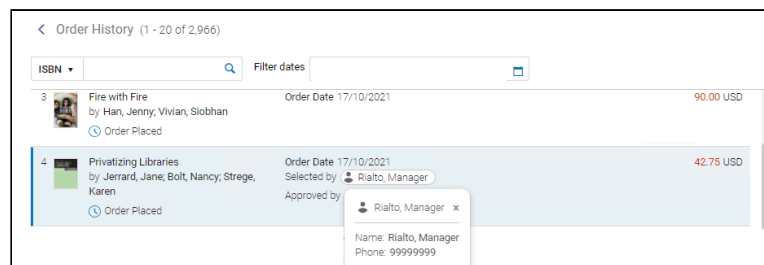 Order History (1 - 20 of 2,966)
ISBN
Filter dates
3 Fire with Fire Order Date 17/10/2021 90.00 USD
by Han, Jenny; Vivian, Siobhan
Order Placed
4 Privatizing Libraries Order Date 17/10/2021 42.75 USD
by Jerrard, Jane; Bolt, Nancy; Strege, Selected by Rialto, Manager
Karen Approved by
Order Placed
Rialto, Manager ×
Name: Rialto, Manager
Phone: 99999999